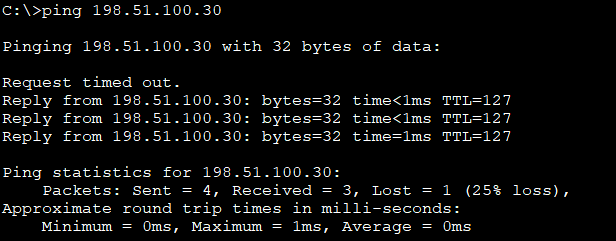 C:\>ping 198.51.100.30
Pinging 198.51.100.30 with 32 bytes of data:
Request timed out.
Reply from 198.51.100.30: bytes=32 time<1ms TTL=127
Reply from 198.51.100.30: bytes=32 time<1ms TTL=127
Reply from 198.51.100.30: bytes=32 time=1ms TTL=127
Ping statistics for 198.51.100.30:
    Packets: Sent = 4, Received = 3, Lost = 1 (25% loss),
Approximate round trip times in milli-seconds:
    Minimum = 0ms, Maximum = 1ms, Average = 0ms